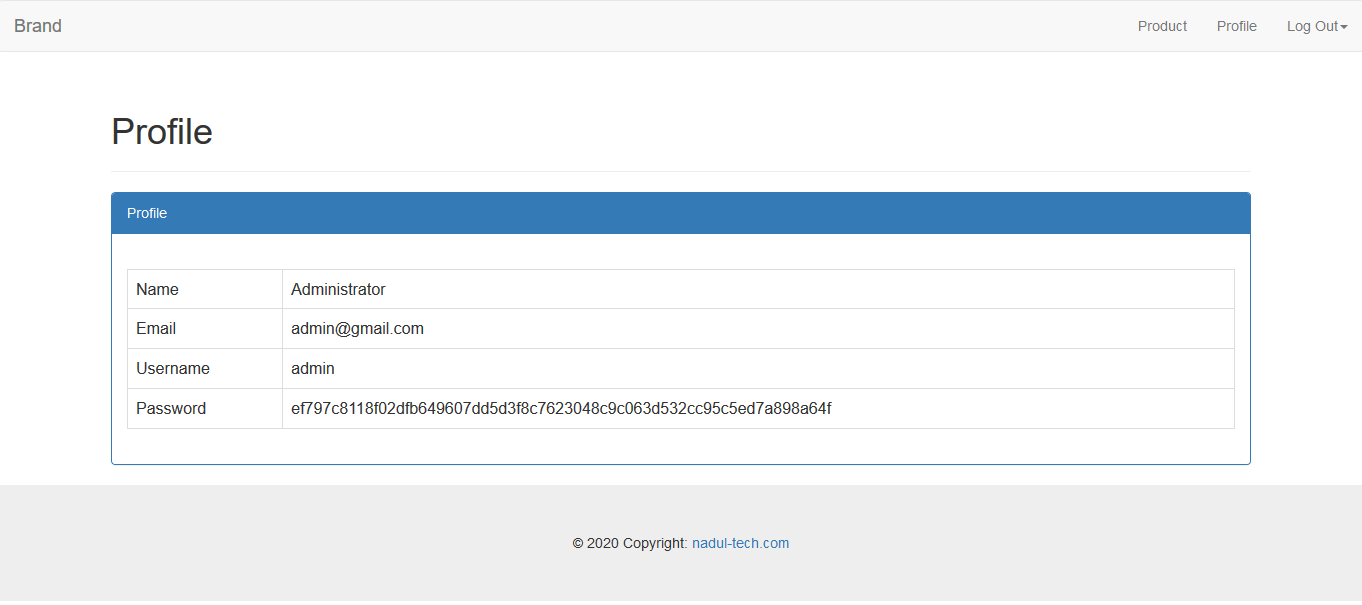 Brand Product Profile Log Out
Profile
Profile
Name Administrator
Email admin@gmail.com
Username admin
Password ef797c8118f02dfb649607dd5d3f8c7623048c9c063d532cc95c5ed7a898a64f
© 2020 Copyright: nadul-tech.com